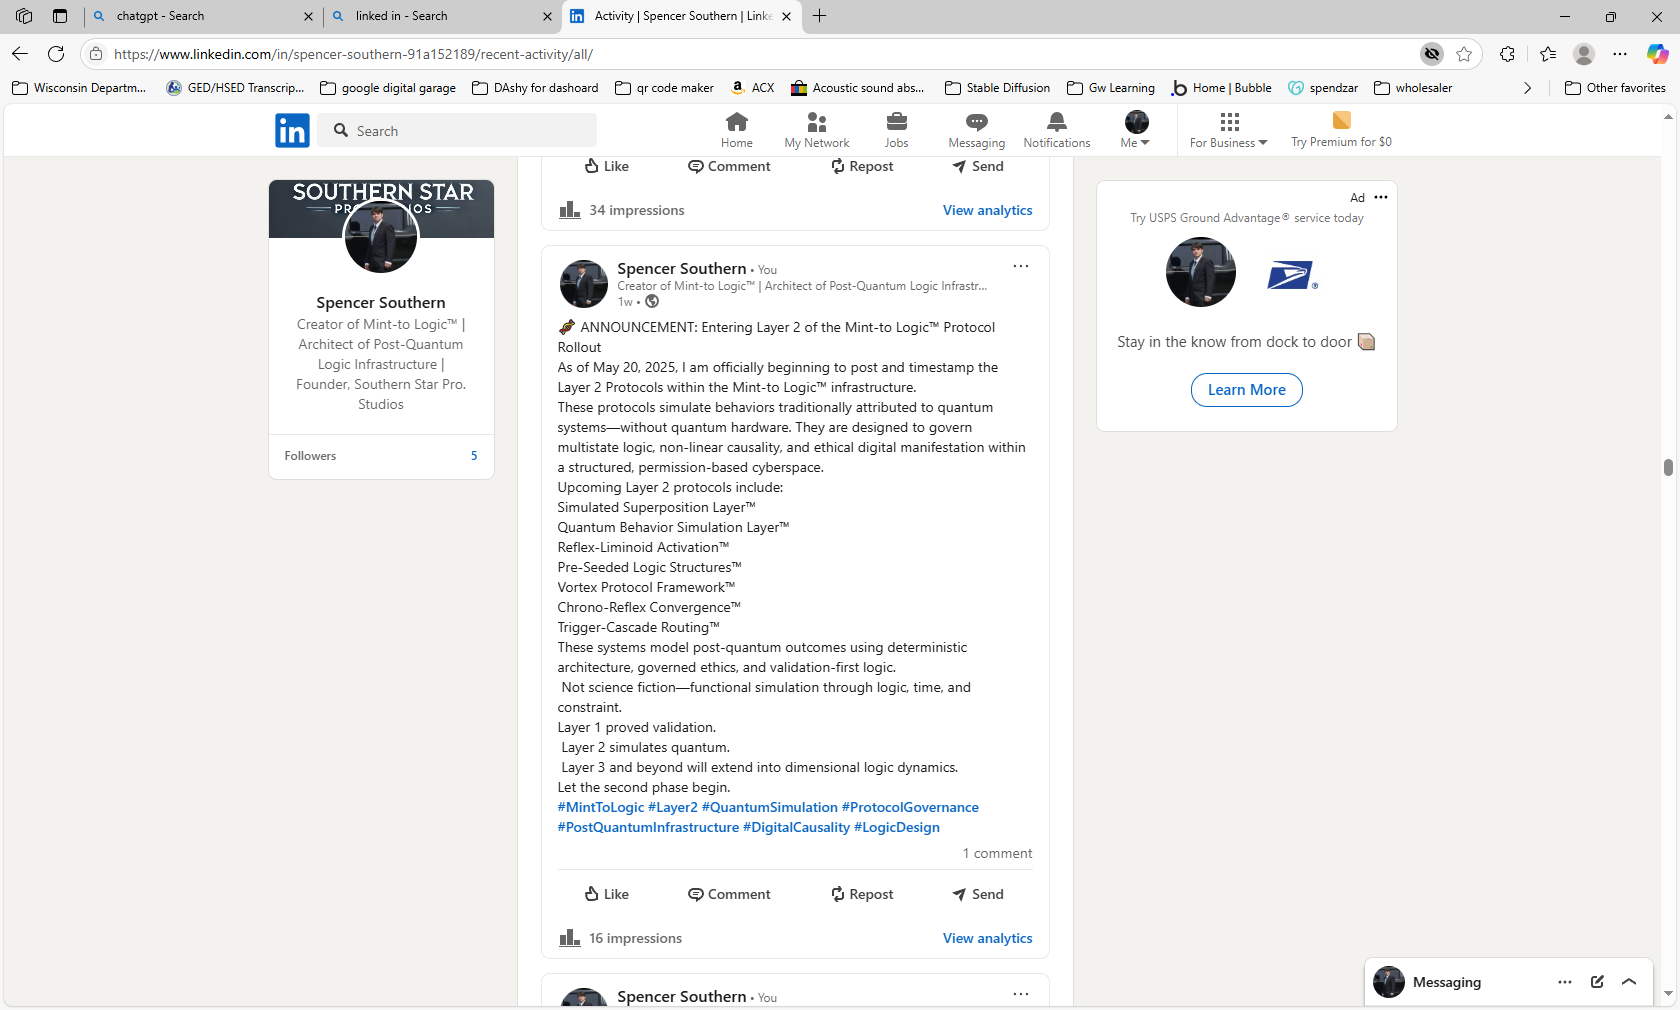 chatgpt - Search
linked in - Search
Activity | Spencer Southern | Linke
https://www.linkedin.com/in/spencer-southern-91a152189/recent-activity/all/
Wisconsin Departm...
GED/HSED Transcrip...
google digital garage
DAshy for dashoard
qr code maker
ACX
Acoustic sound abs...
Stable Diffusion
Gw Learning
Home | Bubble
spendzar
wholesaler
Other favorites
in
Search
Home
My Network
Jobs
Messaging
Notifications
Me
For Business
Try Premium for $0
SOUTHERN STAR
Spencer Southern
Creator of Mint-to Logic™ |
Architect of Post-Quantum
Logic Infrastructure |
Founder, Southern Star Pro.
Studios
Followers 5
Like Comment Repost Send
34 impressions View analytics
Spencer Southern • You
Creator of Mint-to Logic™ | Architect of Post-Quantum Logic Infrastr...
1w •
ANNOUNCEMENT: Entering Layer 2 of the Mint-to Logic™ Protocol
Rollout
As of May 20, 2025, I am officially beginning to post and timestamp the
Layer 2 Protocols within the Mint-to Logic™ infrastructure.
These protocols simulate behaviors traditionally attributed to quantum
systems—without quantum hardware. They are designed to govern
multistate logic, non-linear causality, and ethical digital manifestation within
a structured, permission-based cyberspace.
Upcoming Layer 2 protocols include:
Simulated Superposition Layer™
Quantum Behavior Simulation Layer™
Reflex-Liminoid Activation™
Pre-Seeded Logic Structures™
Vortex Protocol Framework™
Chrono-Reflex Convergence™
Trigger-Cascade Routing™
These systems model post-quantum outcomes using deterministic
architecture, governed ethics, and validation-first logic.
Not science fiction—functional simulation through logic, time, and
constraint.
Layer 1 proved validation.
Layer 2 simulates quantum.
Layer 3 and beyond will extend into dimensional logic dynamics.
Let the second phase begin.
#MintToLogic #Layer2 #QuantumSimulation #ProtocolGovernance
#PostQuantumInfrastructure #DigitalCausality #LogicDesign
1 comment
Like Comment Repost Send
16 impressions View analytics
Spencer Southern • You
Ad
Try USPS Ground Advantage® service today
Stay in the know from dock to door
Learn More
Messaging